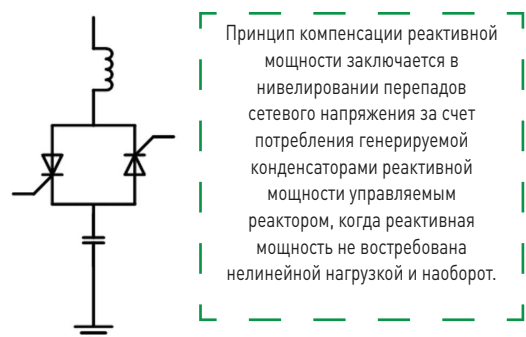 Принцип компенсации реактивной
мощности заключается в
нивелировании перепадов
сетевого напряжения за счет
потребления генерируемой
конденсаторами реактивной
мощности управляемым
реактором, когда реактивная
мощность не востребована
нелинейной нагрузкой и наоборот.